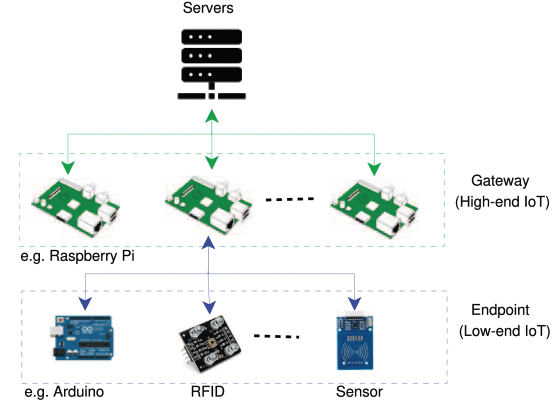 Servers
Gateway
(High-end IoT)
e.g. Raspberry Pi
Endpoint
(Low-end IoT)
e.g. Arduino
RFID
Sensor